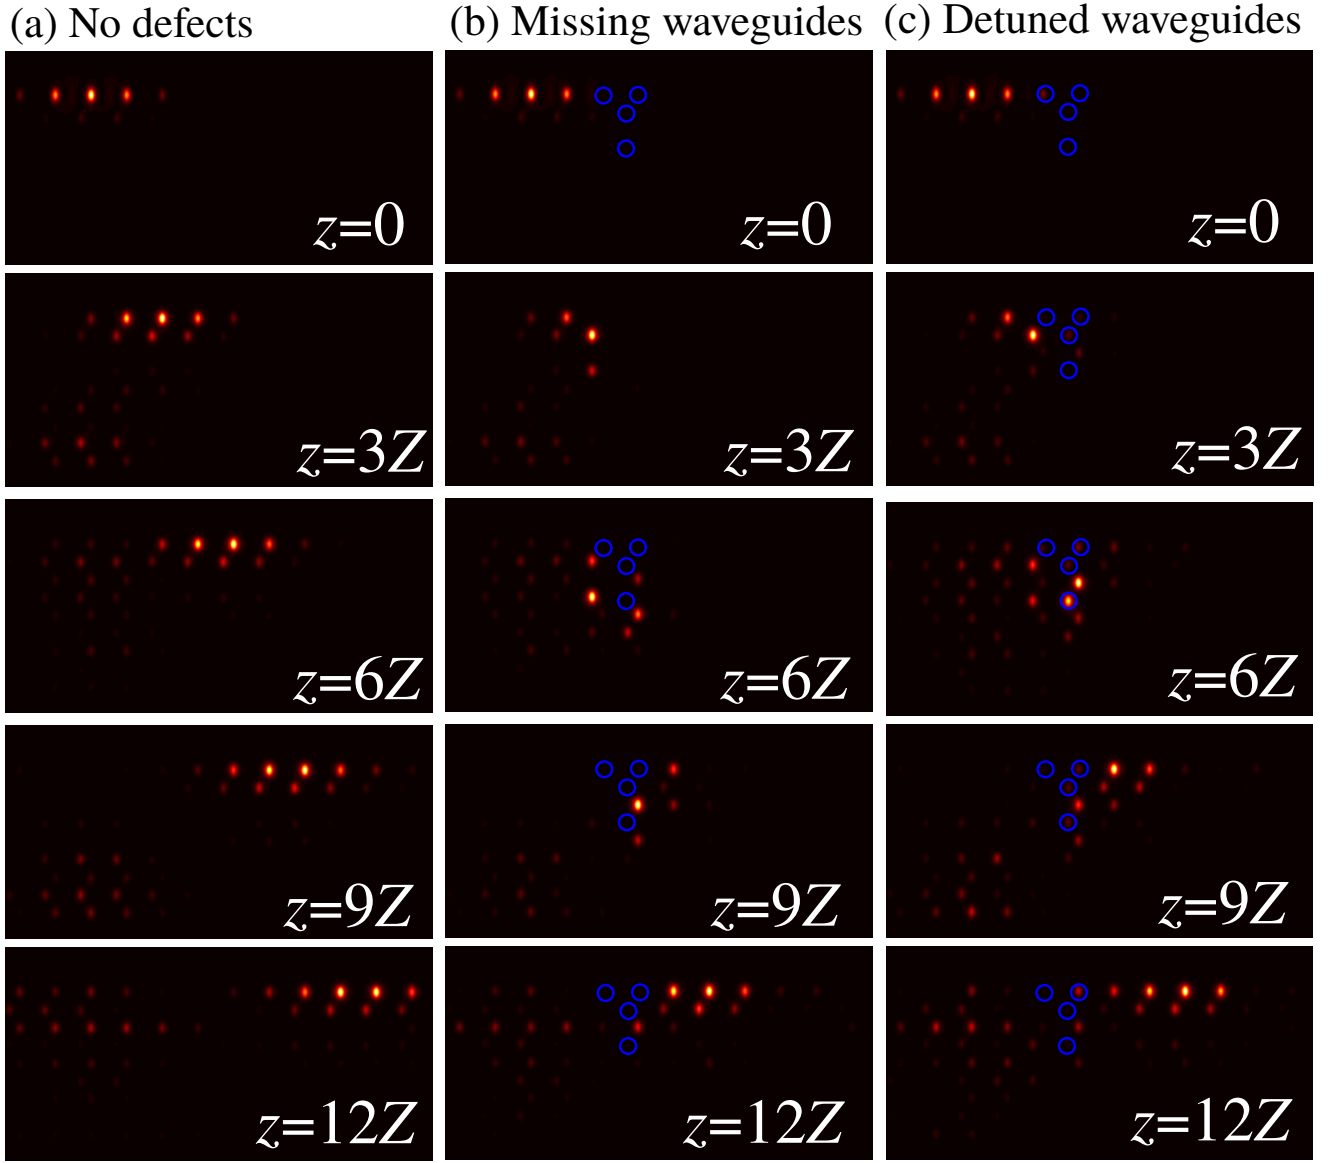 (a) No defects (b) Missing waveguides (c) Detuned waveguides
z=0 z=0 z=0
z=3Z z=3Z z=3Z
z=6Z z=6Z z=6Z
z=9Z z=9Z z=9Z
z=12Z z=12Z z=12Z